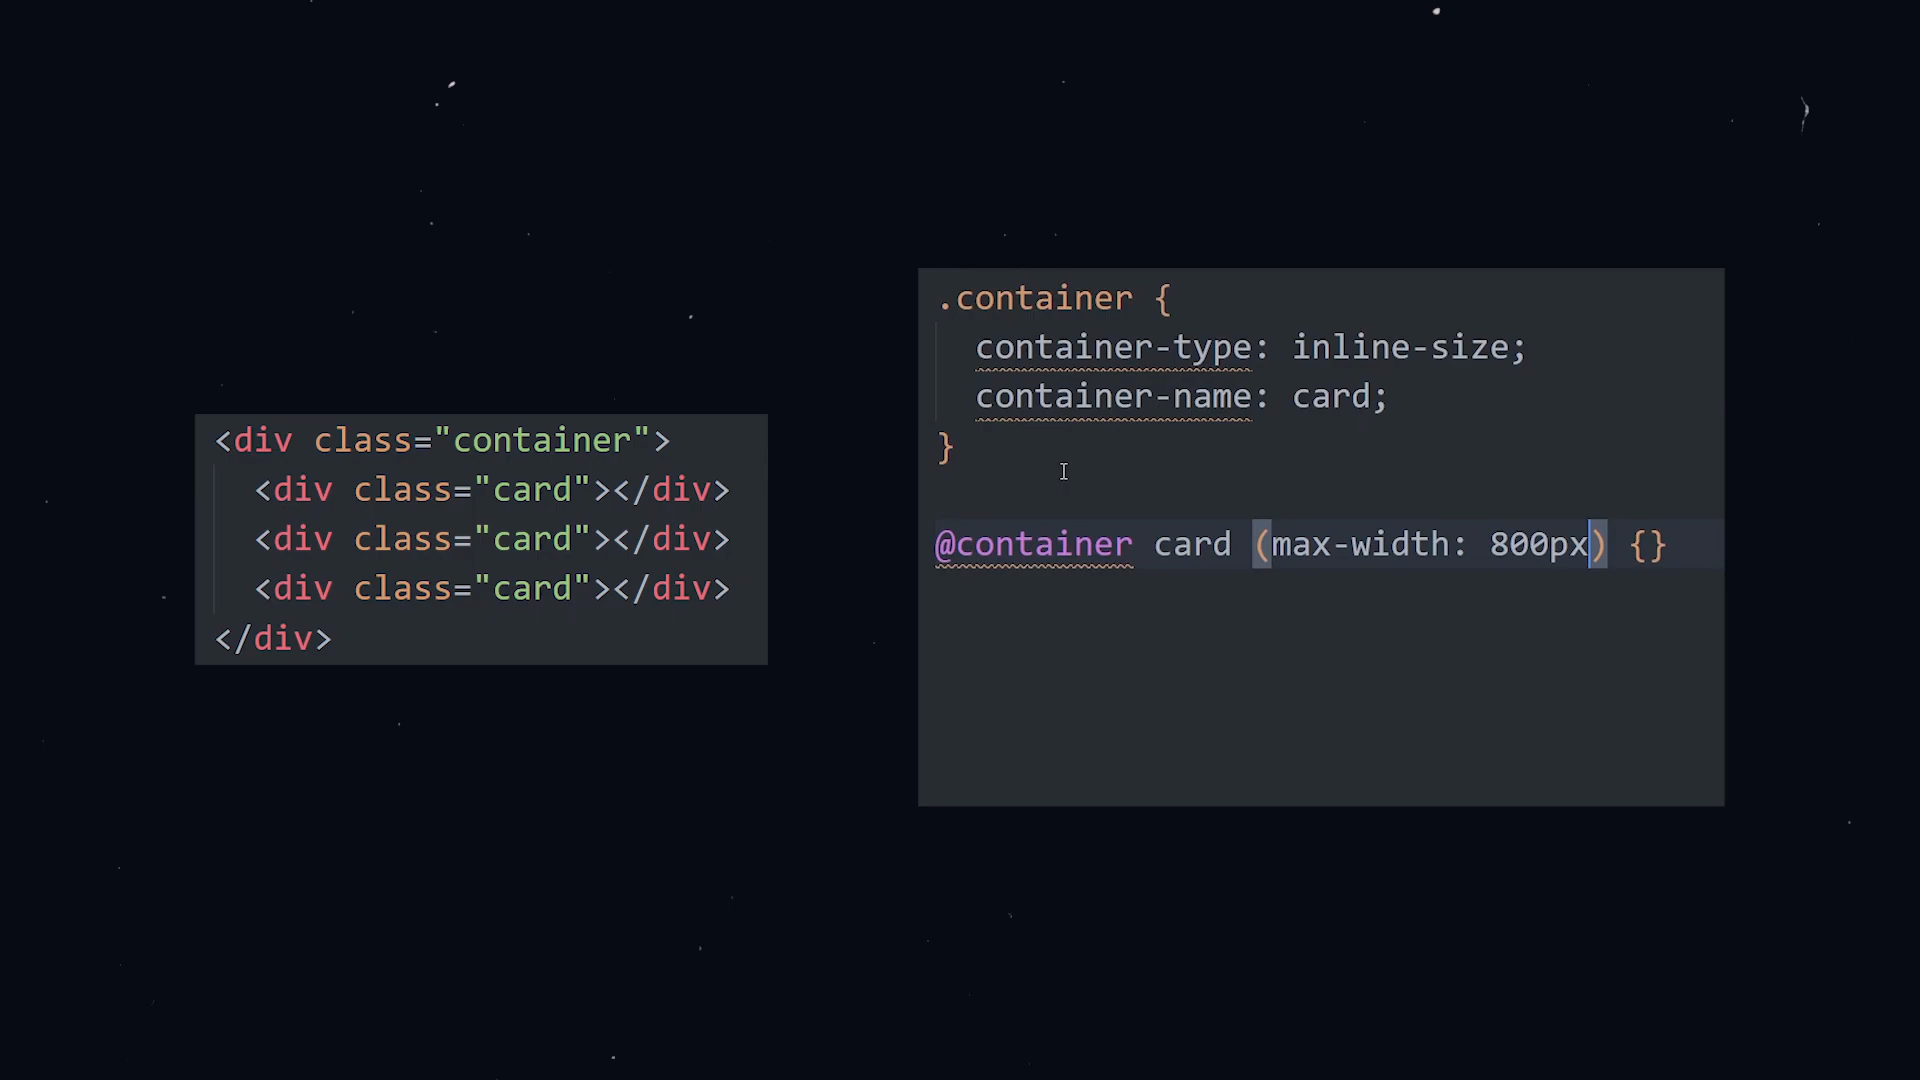 <div class="container">
<div class="card"></div>
<div class="card"></div>
<div class="card"></div>
</div>
.container {
container-type: inline-size;
container-name: card;
}
@container card (max-width: 800px) {}